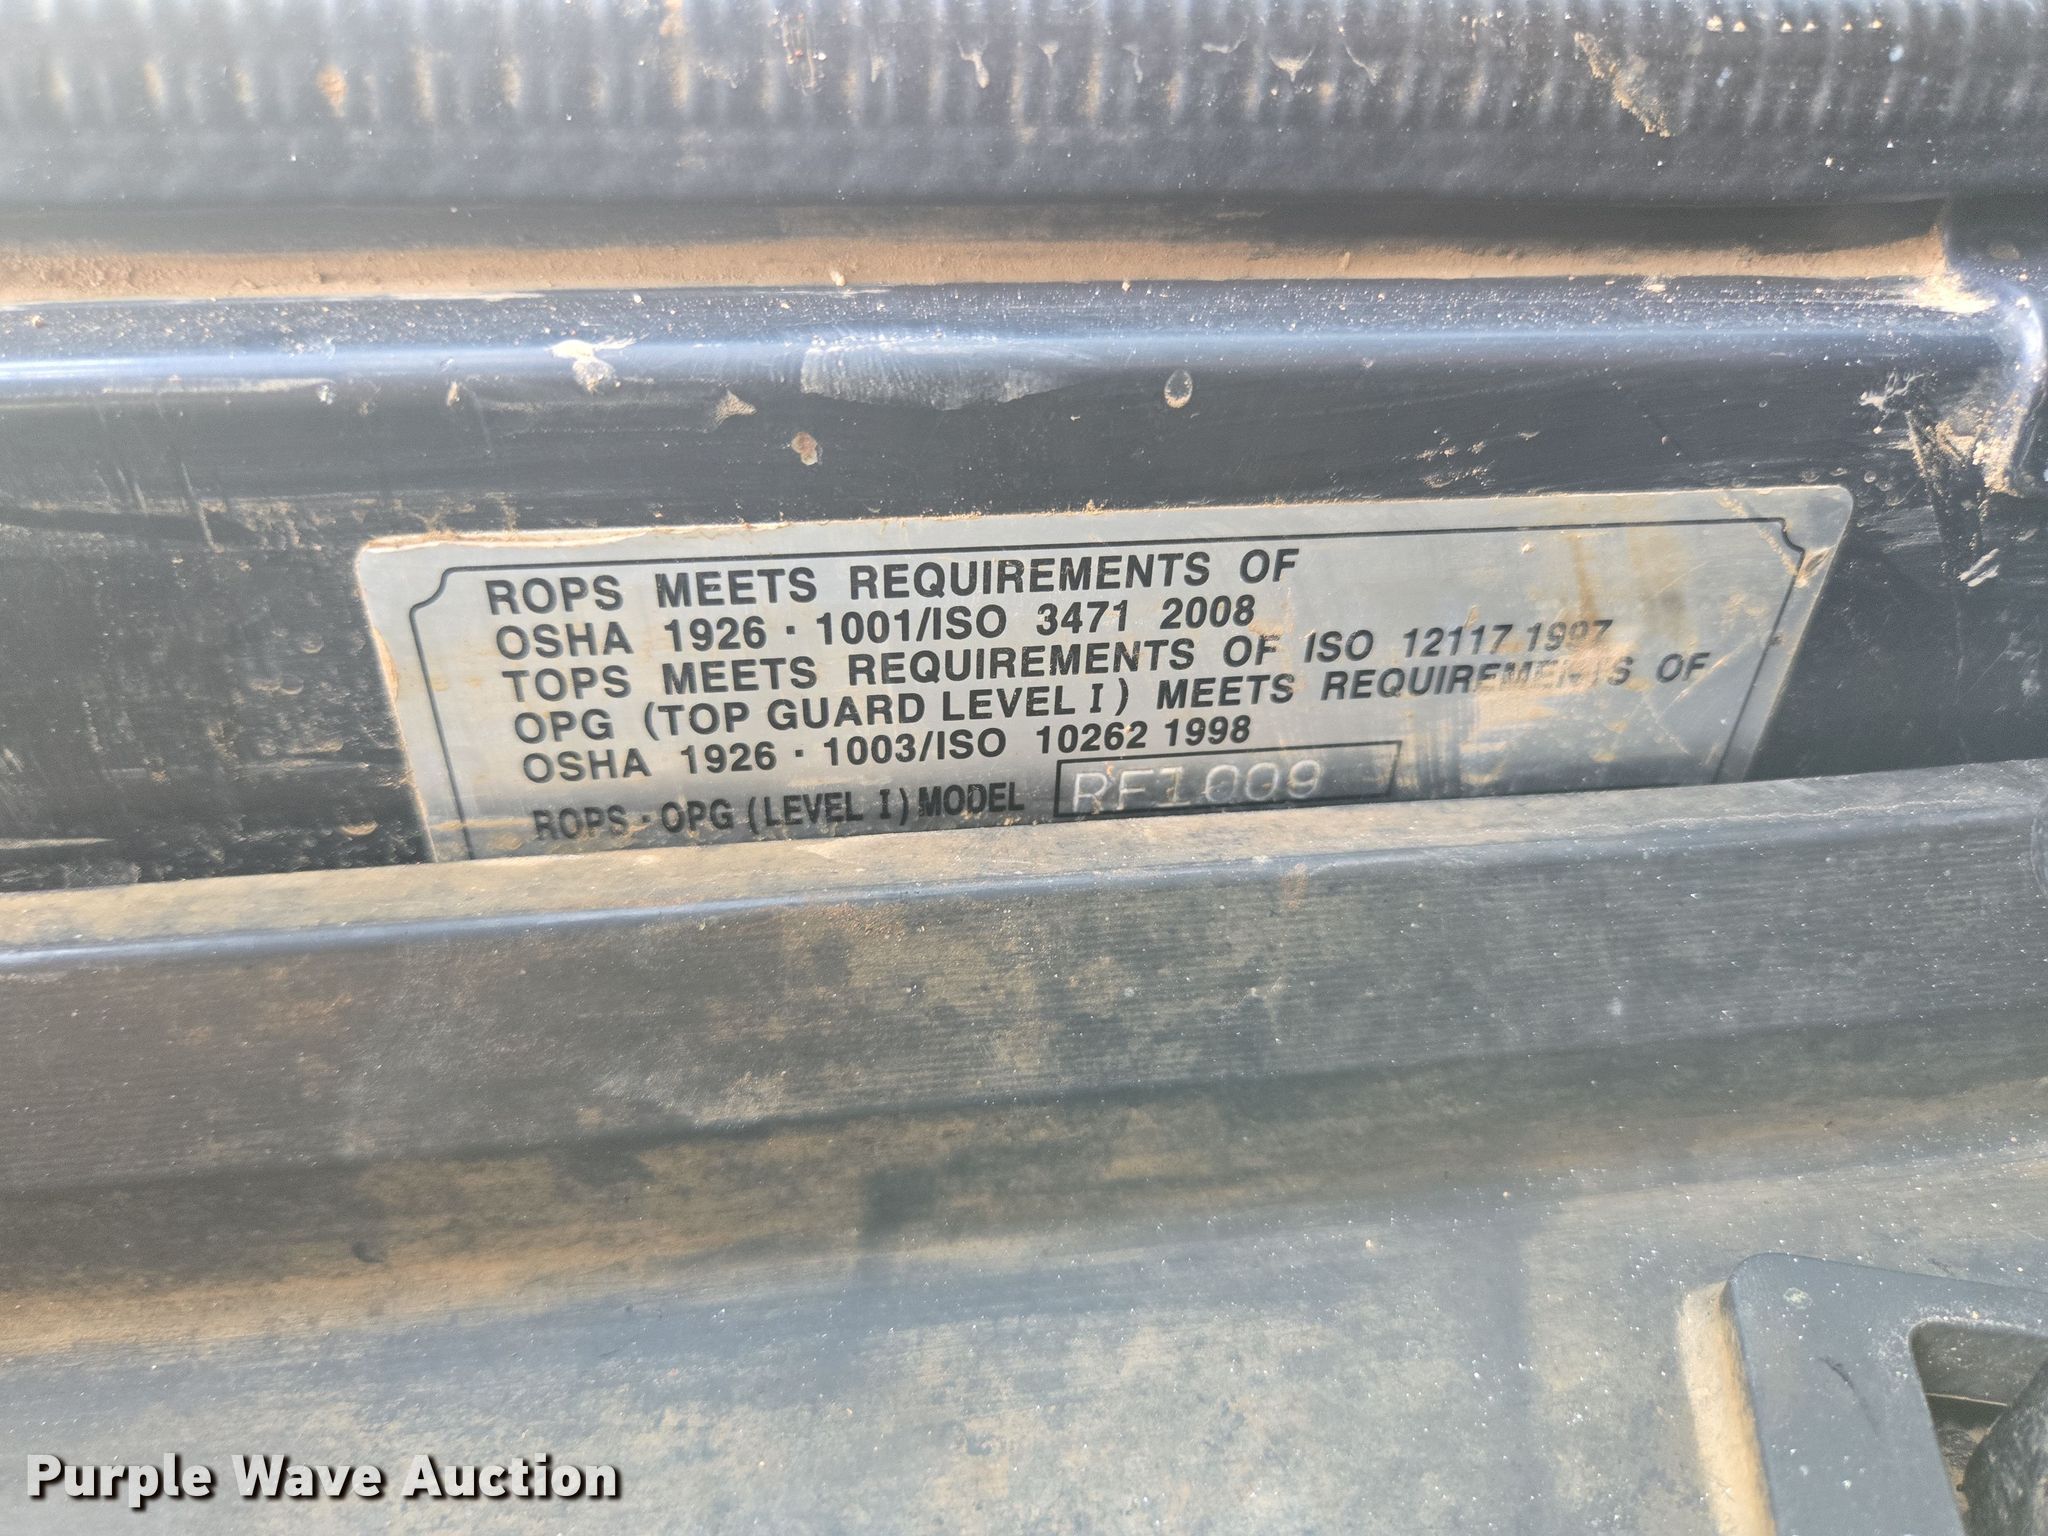 ROPS MEETS REQUIREMENTS OF
OSHA 1926 · 1001/ISO 3471 2008
TOPS MEETS REQUIREMENTS OF ISO 12117 1997
OPG (TOP GUARD LEVEL I) MEETS REQUIREMENTS OF
OSHA 1926 · 1003/ISO 10262 1998
ROPS · OPG (LEVEL I) MODEL RF1009
Purple Wave Auction